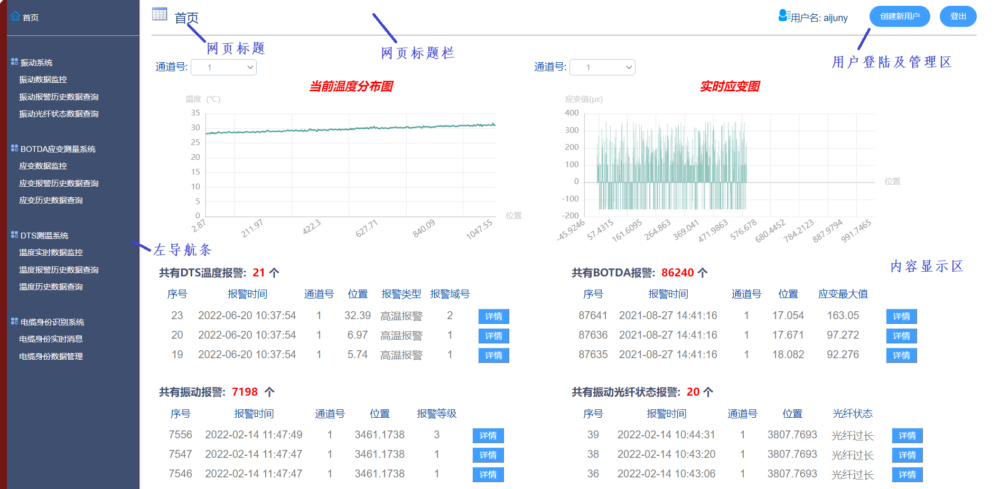 首页
振动系统
振动数据监控
振动报警历史数据查询
振动光纤状态数据查询
BOTDA应变测量系统
应变数据监控
应变报警历史数据查询
应变历史数据查询
DTS测温系统
温度实时数据监控
温度报警历史数据查询
温度历史数据查询
电缆身份识别系统
电缆身份实时消息
电缆身份数据管理
左导航条
首页
用户名: aijuny
创建新用户
登出
网页标题
网页标题栏
用户登陆及管理区
通道号: 1
当前温度分布图
温度 (℃)
35
30
25
20
15
10
5
0
2.87 211.97 422.3 627.71 840.09 1047.55
位置
通道号: 1
实时应变图
应变值(με)
400
300
200
100
0
-100
-200
-45.9246 57.4315 161.6095 264.863 369.041 471.9863 576.678 680.4452 784.2123 887.9794 991.7465
位置
内容显示区
共有DTS温度报警: 21 个
序号 报警时间 通道号 位置 报警类型 报警域号
23 2022-06-20 10:37:54 1 32.39 高温报警 2 详情
20 2022-06-20 10:37:54 1 6.97 高温报警 1 详情
19 2022-06-20 10:37:54 1 5.74 高温报警 1 详情
共有BOTDA报警: 86240 个
序号 报警时间 通道号 位置 应变最大值
87641 2021-08-27 14:41:16 1 17.054 163.05 详情
87636 2021-08-27 14:41:16 1 17.671 97.272 详情
87635 2021-08-27 14:41:16 1 18.082 92.276 详情
共有振动报警: 7198 个
序号 报警时间 通道号 位置 报警等级
7556 2022-02-14 11:47:49 1 3461.1738 3 详情
7547 2022-02-14 11:47:47 1 3461.1738 1 详情
7546 2022-02-14 11:47:47 1 3461.1738 1 详情
共有振动光纤状态报警: 20 个
序号 报警时间 通道号 位置 光纤状态
39 2022-02-14 10:44:31 1 3807.7693 光纤过长 详情
38 2022-02-14 10:43:20 1 3807.7693 光纤过长 详情
36 2022-02-14 10:43:06 1 3807.7693 光纤过长 详情